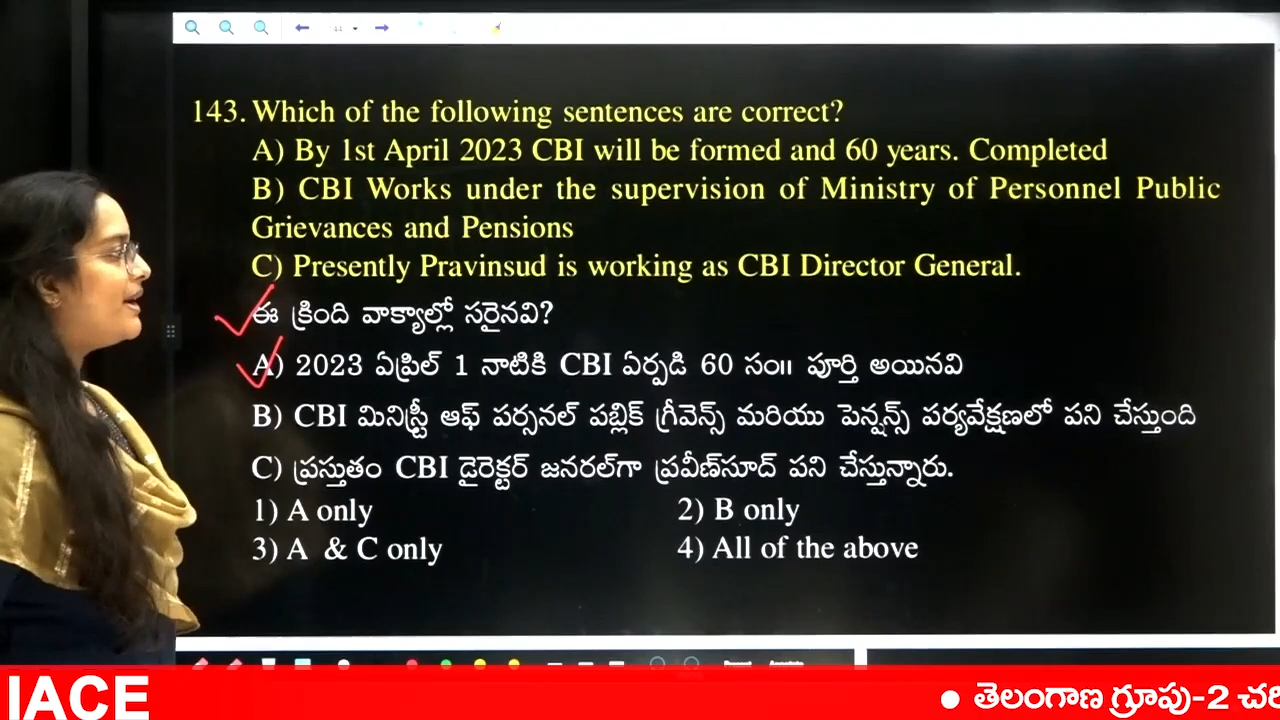 143. Which of the following sentences are correct?
A) By 1st April 2023 CBI will be formed and 60 years. Completed
B) CBI Works under the supervision of Ministry of Personnel Public
Grievances and Pensions
C) Presently Pravinsud is working as CBI Director General.
ఈ క్రింది వాక్యాల్లో సరైనవి?
A) 2023 ఏప్రిల్ 1 నాటికి CBI ఏర్పడి 60 సం॥ పూర్తి అయినవి
B) CBI మినిస్ట్రీ ఆఫ్ పర్సనల్ పబ్లిక్ గ్రీవెన్స్ మరియు పెన్షన్స్ పర్యవేక్షణలో పని చేస్తుంది
C) ప్రస్తుతం CBI డైరెక్టర్ జనరల్‌గా ప్రవీణ్‌సూద్ పని చేస్తున్నారు.
1) A only 2) B only
3) A & C only 4) All of the above
IACE ● తెలంగాణ గ్రూపు-2 చరి